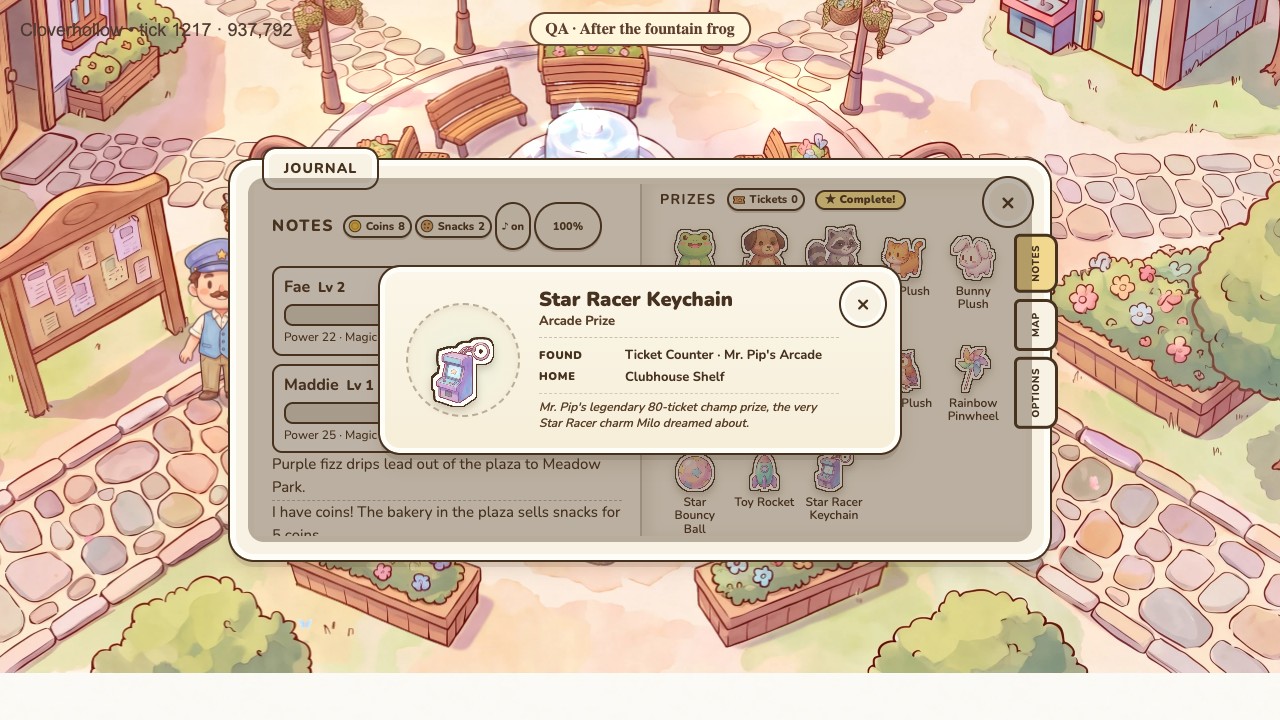 Cloverhollow · tick 1217 · 937,792
QA · After the fountain frog
JOURNAL
NOTES
Coins 8
Snacks 2
♪ on
100%
Fae Lv 2
Power 22 · Magic
Maddie Lv 1
Power 25 · Magic
Purple fizz drips lead out of the plaza to Meadow
Park.
I have coins! The bakery in the plaza sells snacks for
5 coins
PRIZES
Tickets 0
★ Complete!
Plush
Bunny
Plush
Plush
Rainbow
Pinwheel
Star
Bouncy
Ball
Toy Rocket
Star Racer
Keychain
NOTES
MAP
OPTIONS
Star Racer Keychain
Arcade Prize
FOUND Ticket Counter · Mr. Pip's Arcade
HOME Clubhouse Shelf
Mr. Pip's legendary 80-ticket champ prize, the very
Star Racer charm Milo dreamed about.